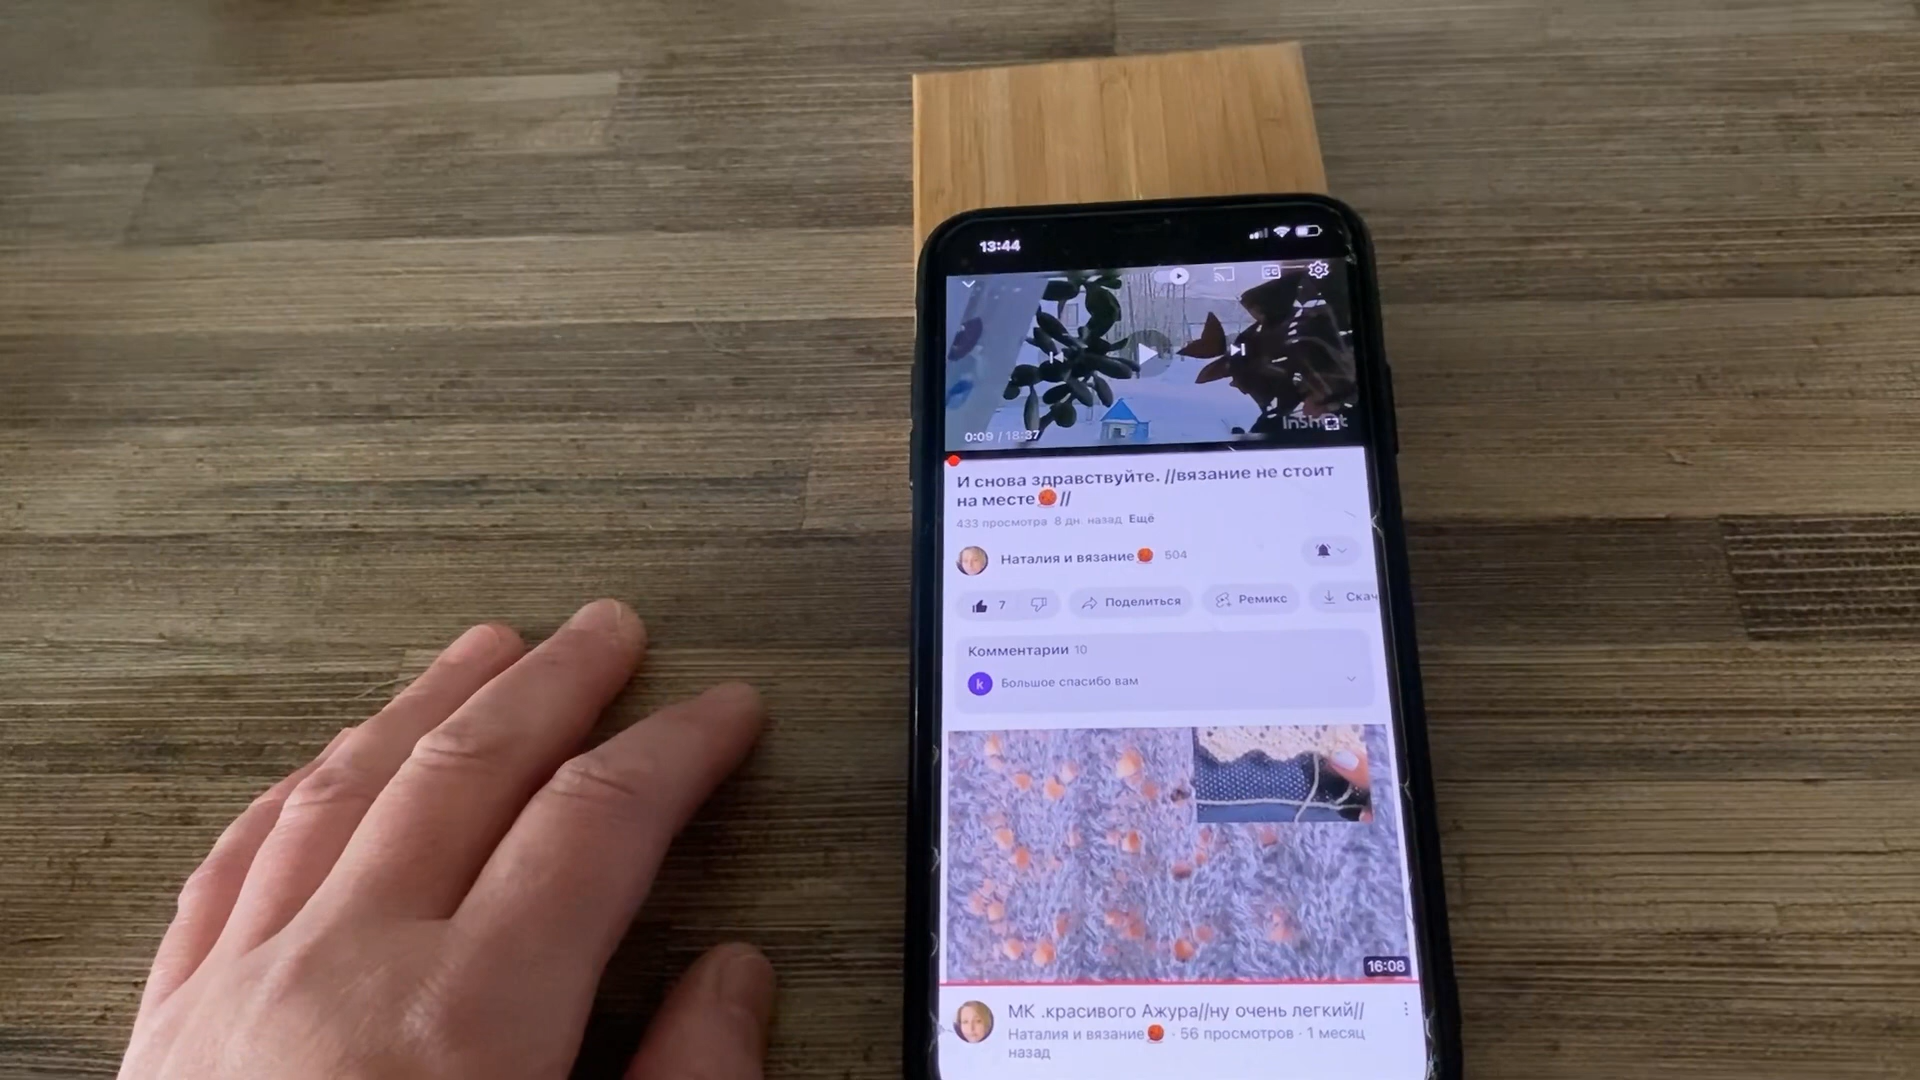 13:44
CC
InShot
0:09 / 18:37
И снова здравствуйте. //вязание не стоит
на месте🧶//
433 просмотра 8 дн. назад Ещё
Наталия и вязание🧶 504
7 Поделиться Ремикс Скач
Комментарии 10
k Большое спасибо вам
16:08
МК .красивого Ажура//ну очень легкий//
Наталия и вязание🧶 · 56 просмотров · 1 месяц
назад